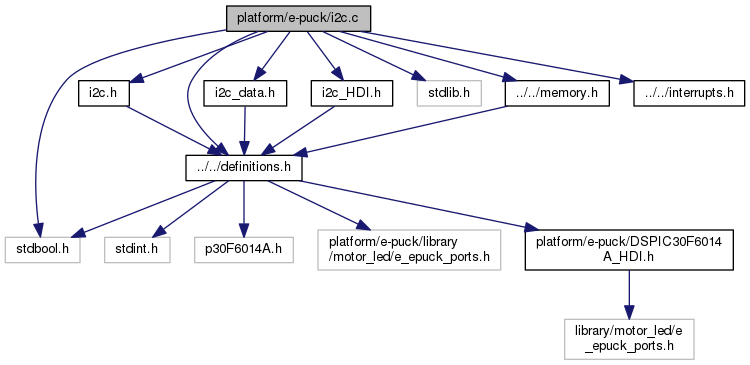 platform/e-puck/i2c.c
i2c.h
i2c_data.h
i2c_HDI.h
stdlib.h
../../memory.h
../../interrupts.h
../../definitions.h
stdbool.h
stdint.h
p30F6014A.h
platform/e-puck/library
/motor_led/e_epuck_ports.h
platform/e-puck/DSPIC30F6014
A_HDI.h
library/motor_led/e
_epuck_ports.h